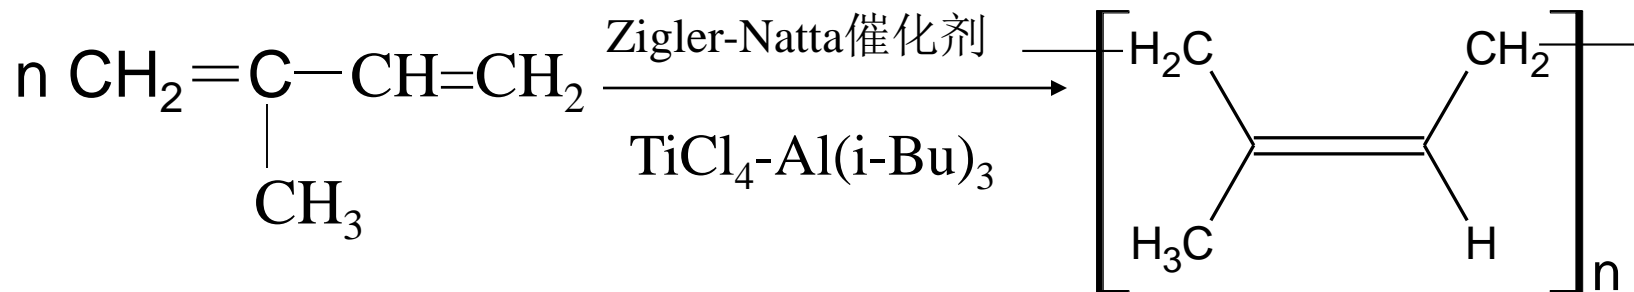 n CH2=C—CH=CH2
CH3
Zigler-Natta催化剂
TiCl4-Al(i-Bu)3
H2C CH2
H3C H
n